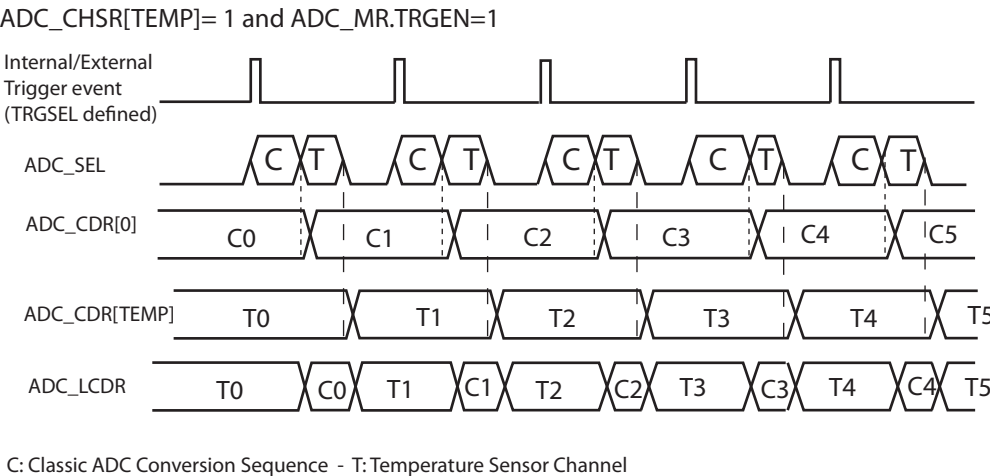 ADC_CHSR[TEMP]= 1 and ADC_MR.TRGEN=1
Internal/External
Trigger event
(TRGSEL defined)
ADC_SEL C T C T C T C T C T
ADC_CDR[0] C0 C1 C2 C3 C4 C5
ADC_CDR[TEMP] T0 T1 T2 T3 T4 T5
ADC_LCDR T0 C0 T1 C1 T2 C2 T3 C3 T4 C4 T5
C: Classic ADC Conversion Sequence - T: Temperature Sensor Channel